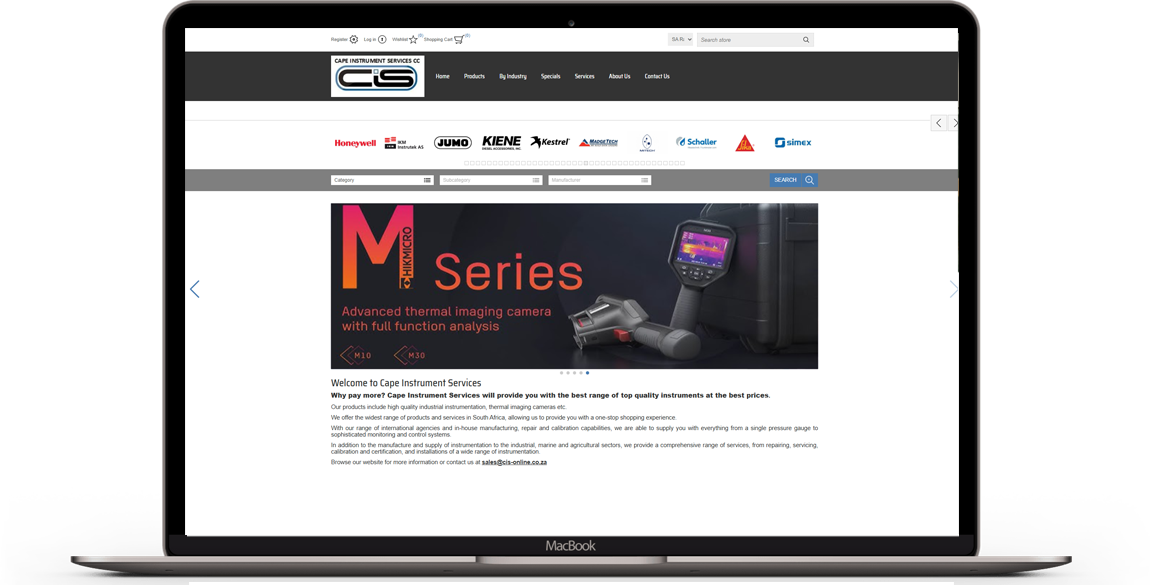 Register Log in Wishlist (0) Shopping Cart (0)
Search store
CAPE INSTRUMENT SERVICES CC
CiS
Home Products By Industry Specials Services About Us Contact Us
Honeywell IKM Instrutek AS JUMO KIENE DIESEL ACCESSORIES, INC. Kestrel MADGETECH Schaller simex
Category Subcategory Manufacturer SEARCH
M HIKMICRO Series
Advanced thermal imaging camera
with full function analysis
M10 M30
Welcome to Cape Instrument Services
Why pay more? Cape Instrument Services will provide you with the best range of top quality instruments at the best prices.
Our products include high quality industrial instrumentation, thermal imaging cameras etc.
We offer the widest range of products and services in South Africa, allowing us to provide you with a one-stop shopping experience.
With our range of international agencies and in-house manufacturing, repair and calibration capabilities, we are able to supply you with everything from a single pressure gauge to
sophisticated monitoring and control systems.
In addition to the manufacture and supply of instrumentation to the industrial, marine and agricultural sectors, we provide a comprehensive range of services, from repairing, servicing,
calibration and certification, and installations of a wide range of instrumentation
Browse our website for more information or contact us at sales@cis-online.co.za
MacBook